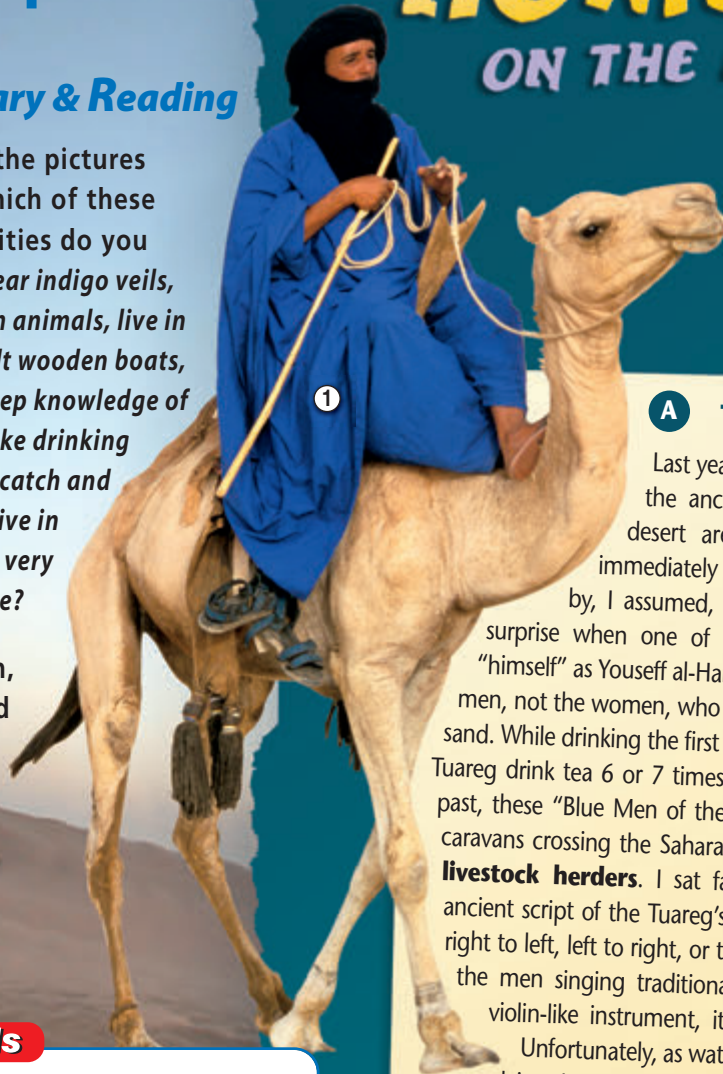 ON THE
ary & Reading
the pictures
hich of these
ities do you
ear indigo veils,
n animals, live in
lt wooden boats,
ep knowledge of
ke drinking
catch and
ive in
very
e?
n,
d
ls
1
A
Last yea
the anc
desert are
immediately
by, I assumed,
surprise when one of
"himself" as Youseff al-Ha
men, not the women, who
sand. While drinking the first
Tuareg drink tea 6 or 7 times
past, these "Blue Men of the
caravans crossing the Sahara
livestock herders. I sat fa
ancient script of the Tuareg's
right to left, left to right, or t
the men singing traditiona
violin-like instrument, it
Unfortunately, as wat